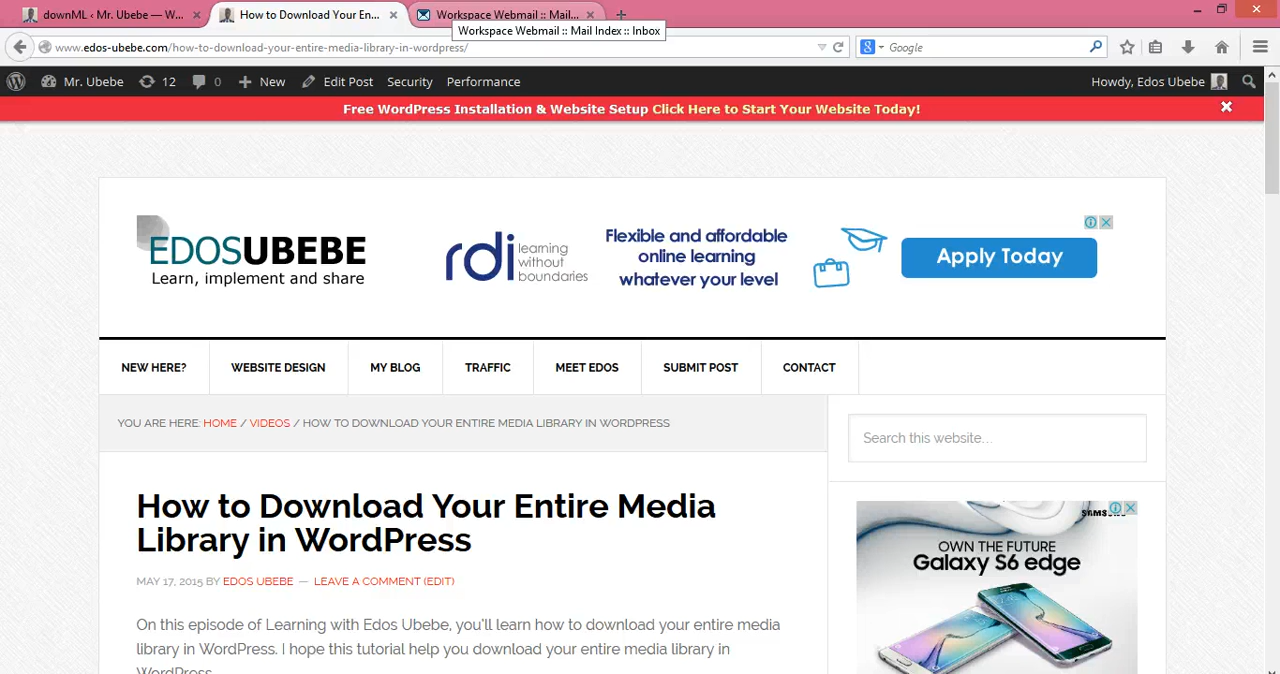 downML ‹ Mr. Ubebe — W...
How to Download Your En...
Workspace Webmail :: Mail...
Workspace Webmail :: Mail Index :: Inbox
www.edos-ubebe.com/how-to-download-your-entire-media-library-in-wordpress/
Google
Mr. Ubebe 12 0 New Edit Post Security Performance Howdy, Edos Ubebe
Free WordPress Installation & Website Setup Click Here to Start Your Website Today!
EDOSUBEBE
Learn, implement and share
rdi learning
without
boundaries
Flexible and affordable
online learning
whatever your level
Apply Today
NEW HERE? WEBSITE DESIGN MY BLOG TRAFFIC MEET EDOS SUBMIT POST CONTACT
YOU ARE HERE: HOME / VIDEOS / HOW TO DOWNLOAD YOUR ENTIRE MEDIA LIBRARY IN WORDPRESS
Search this website...
How to Download Your Entire Media
Library in WordPress
MAY 17, 2015 BY EDOS UBEBE — LEAVE A COMMENT (EDIT)
On this episode of Learning with Edos Ubebe, you'll learn how to download your entire media
library in WordPress. I hope this tutorial help you download your entire media library in
WordPress.
OWN THE FUTURE
Galaxy S6 edge